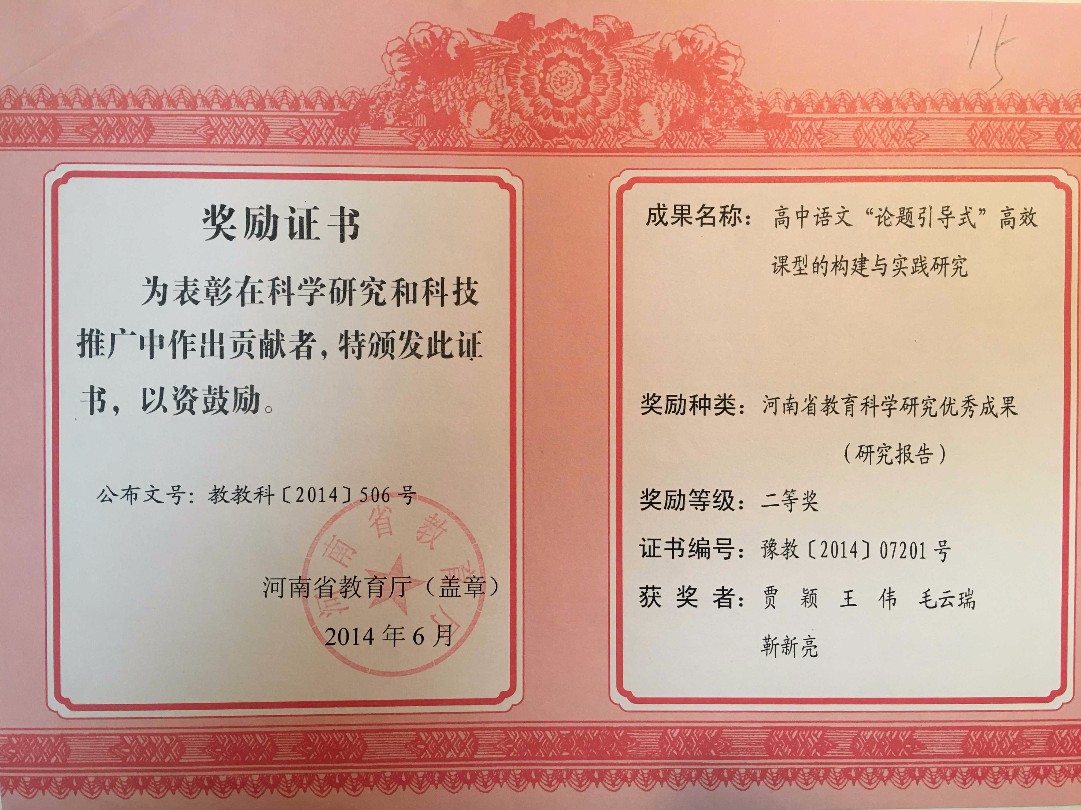 15
奖励证书
为表彰在科学研究和科技
推广中作出贡献者，特颁发此证
书，以资鼓励。
公布文号：教教科〔2014〕506号
河南省教育厅
河南省教育厅（盖章）
2014年6月
成果名称：高中语文“论题引导式”高效
课型的构建与实践研究
奖励种类：河南省教育科学研究优秀成果
（研究报告）
奖励等级：二等奖
证书编号：豫教〔2014〕07201号
获奖者：贾颖 王伟 毛云瑞
靳新亮